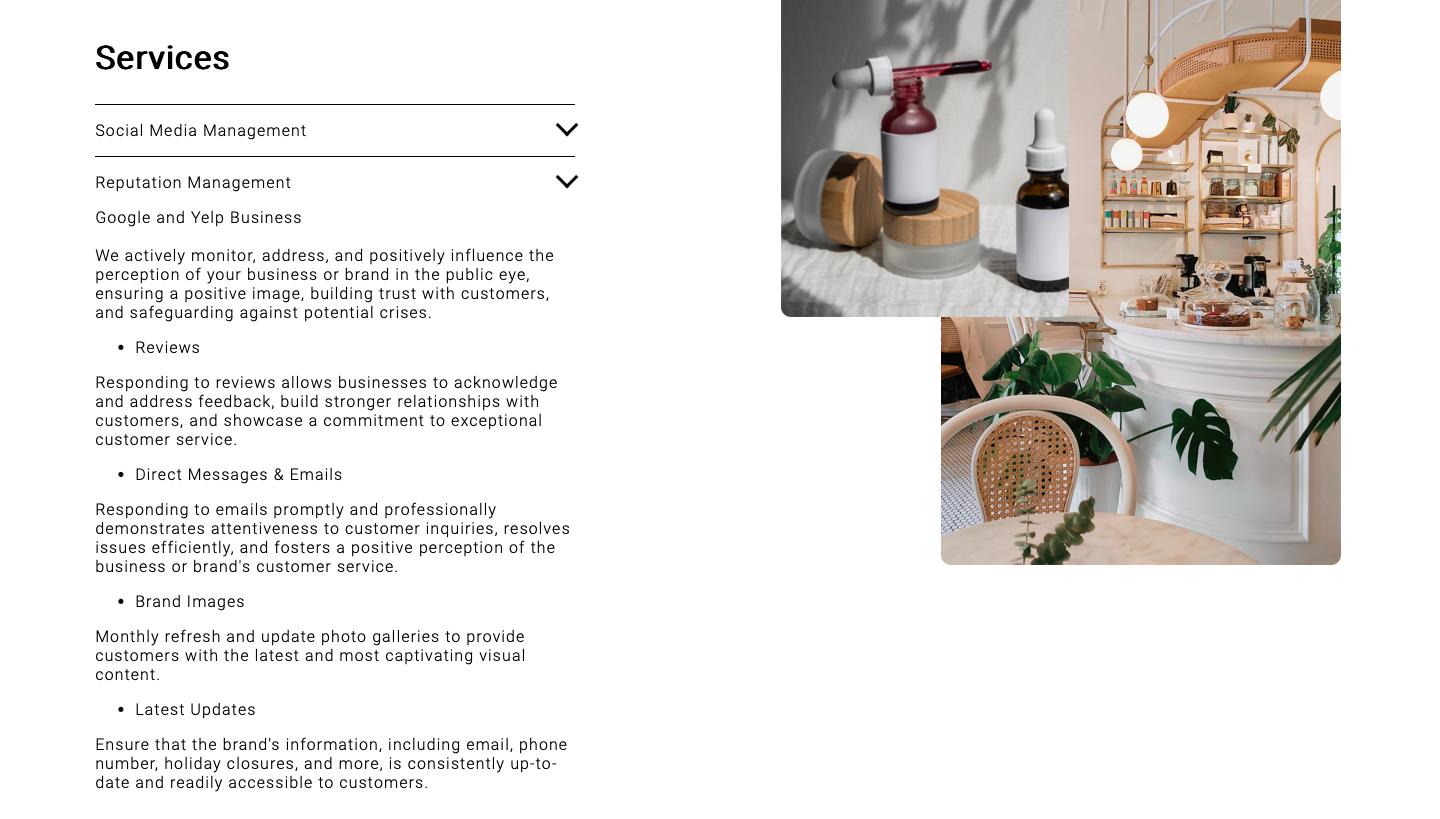 Services
Social Media Management
Reputation Management
Google and Yelp Business
We actively monitor, address, and positively influence the
perception of your business or brand in the public eye,
ensuring a positive image, building trust with customers,
and safeguarding against potential crises.
• Reviews
Responding to reviews allows businesses to acknowledge
and address feedback, build stronger relationships with
customers, and showcase a commitment to exceptional
customer service.
• Direct Messages & Emails
Responding to emails promptly and professionally
demonstrates attentiveness to customer inquiries, resolves
issues efficiently, and fosters a positive perception of the
business or brand's customer service.
• Brand Images
Monthly refresh and update photo galleries to provide
customers with the latest and most captivating visual
content.
• Latest Updates
Ensure that the brand's information, including email, phone
number, holiday closures, and more, is consistently up-to-
date and readily accessible to customers.